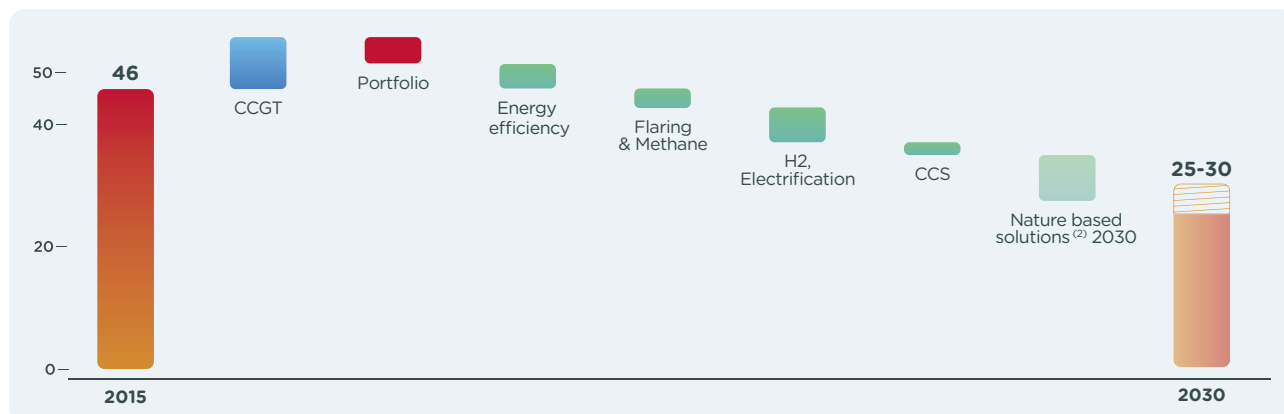 50
40
20
0
46
CCGT
Portfolio
Energy
efficiency
Flaring
& Methane
H2,
Electrification
CCS
Nature based
solutions (2) 2030
25-30
2015
2030